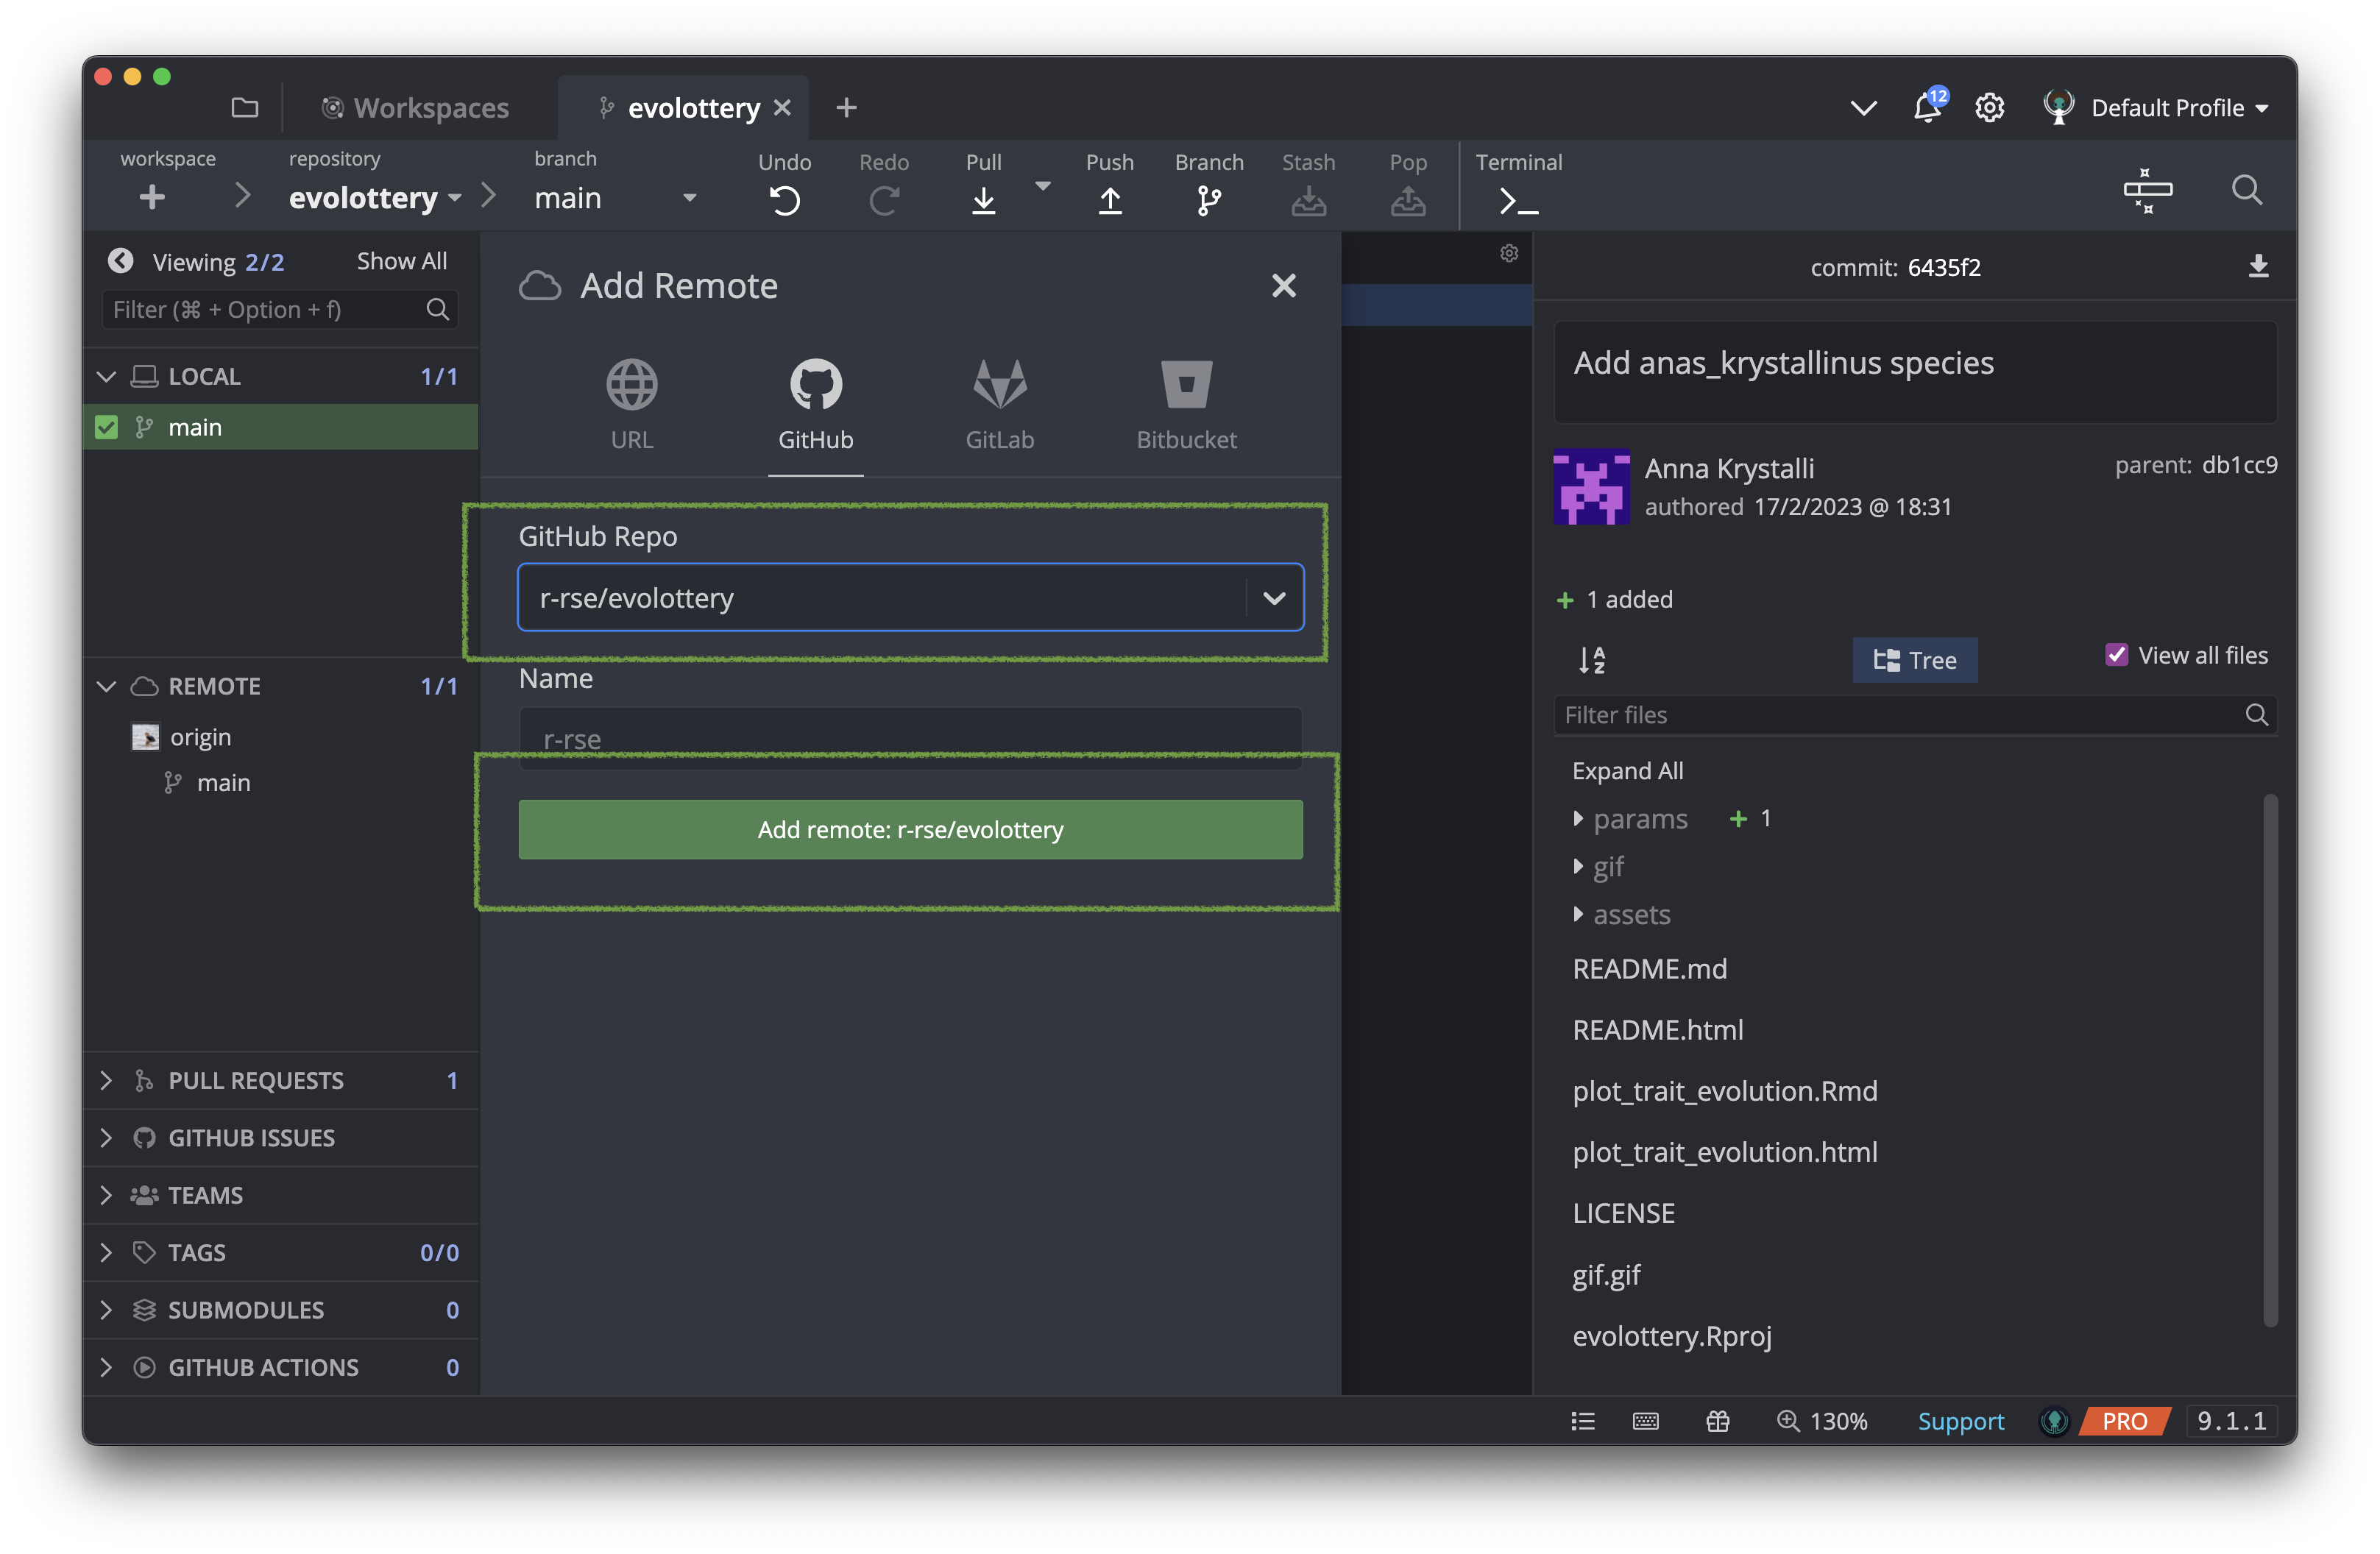 Workspaces
evolottery
12
Default Profile
workspace
repository
evolottery
branch
main
Undo
Redo
Pull
Push
Branch
Stash
Pop
Terminal
Viewing 2/2
Show All
Filter (⌘ + Option + f)
LOCAL 1/1
main
REMOTE 1/1
origin
main
PULL REQUESTS 1
GITHUB ISSUES
TEAMS
TAGS 0/0
SUBMODULES 0
GITHUB ACTIONS 0
Add Remote
URL
GitHub
GitLab
Bitbucket
GitHub Repo
r-rse/evolottery
Name
r-rse
Add remote: r-rse/evolottery
commit: 6435f2
Add anas_krystallinus species
Anna Krystalli
authored 17/2/2023 @ 18:31
parent: db1cc9
+ 1 added
A
Z
Tree
View all files
Filter files
Expand All
params + 1
gif
assets
README.md
README.html
plot_trait_evolution.Rmd
plot_trait_evolution.html
LICENSE
gif.gif
evolottery.Rproj
130%
Support
PRO
9.1.1